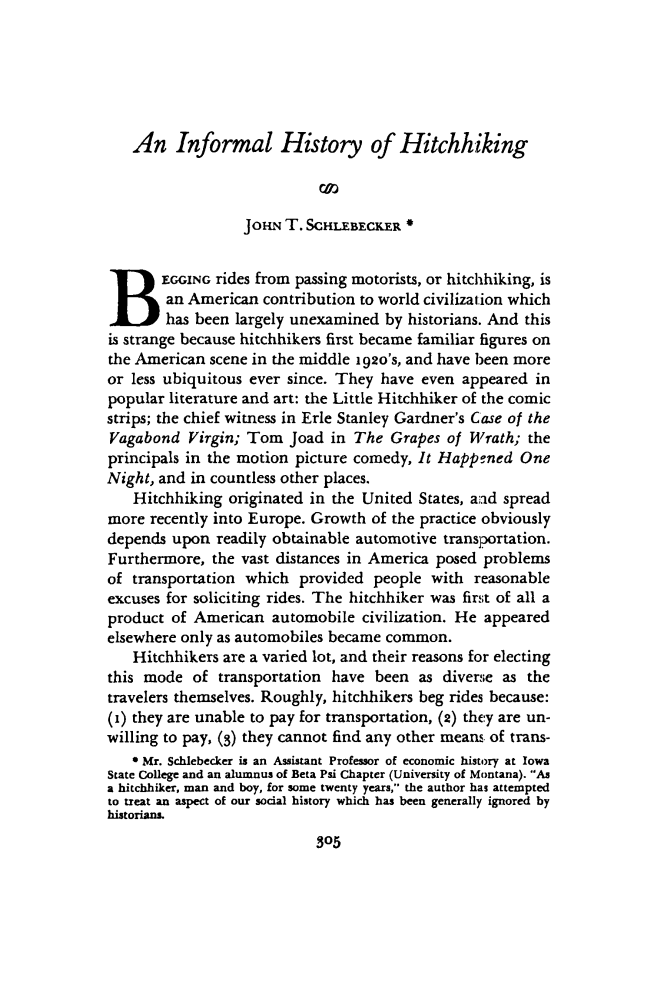 An Informal History of Hitchhiking
JOHN T. SCHLEBECKER *
BEGGING rides from passing motorists, or hitchhiking, is
an American contribution to world civilization which
has been largely unexamined by historians. And this
is strange because hitchhikers first became familiar figures on
the American scene in the middle 1920's, and have been more
or less ubiquitous ever since. They have even appeared in
popular literature and art: the Little Hitchhiker of the comic
strips; the chief witness in Erle Stanley Gardner's Case of the
Vagabond Virgin; Tom Joad in The Grapes of Wrath; the
principals in the motion picture comedy, It Happened One
Night, and in countless other places.
Hitchhiking originated in the United States, and spread
more recently into Europe. Growth of the practice obviously
depends upon readily obtainable automotive transportation.
Furthermore, the vast distances in America posed problems
of transportation which provided people with reasonable
excuses for soliciting rides. The hitchhiker was first of all a
product of American automobile civilization. He appeared
elsewhere only as automobiles became common.
Hitchhikers are a varied lot, and their reasons for electing
this mode of transportation have been as diverse as the
travelers themselves. Roughly, hitchhikers beg rides because:
(1) they are unable to pay for transportation, (2) they are un-
willing to pay, (3) they cannot find any other means of trans-
* Mr. Schlebecker is an Assistant Professor of economic history at Iowa
State College and an alumnus of Beta Psi Chapter (University of Montana). "As
a hitchhiker, man and boy, for some twenty years," the author has attempted
to treat an aspect of our social history which has been generally ignored by
historians.
305